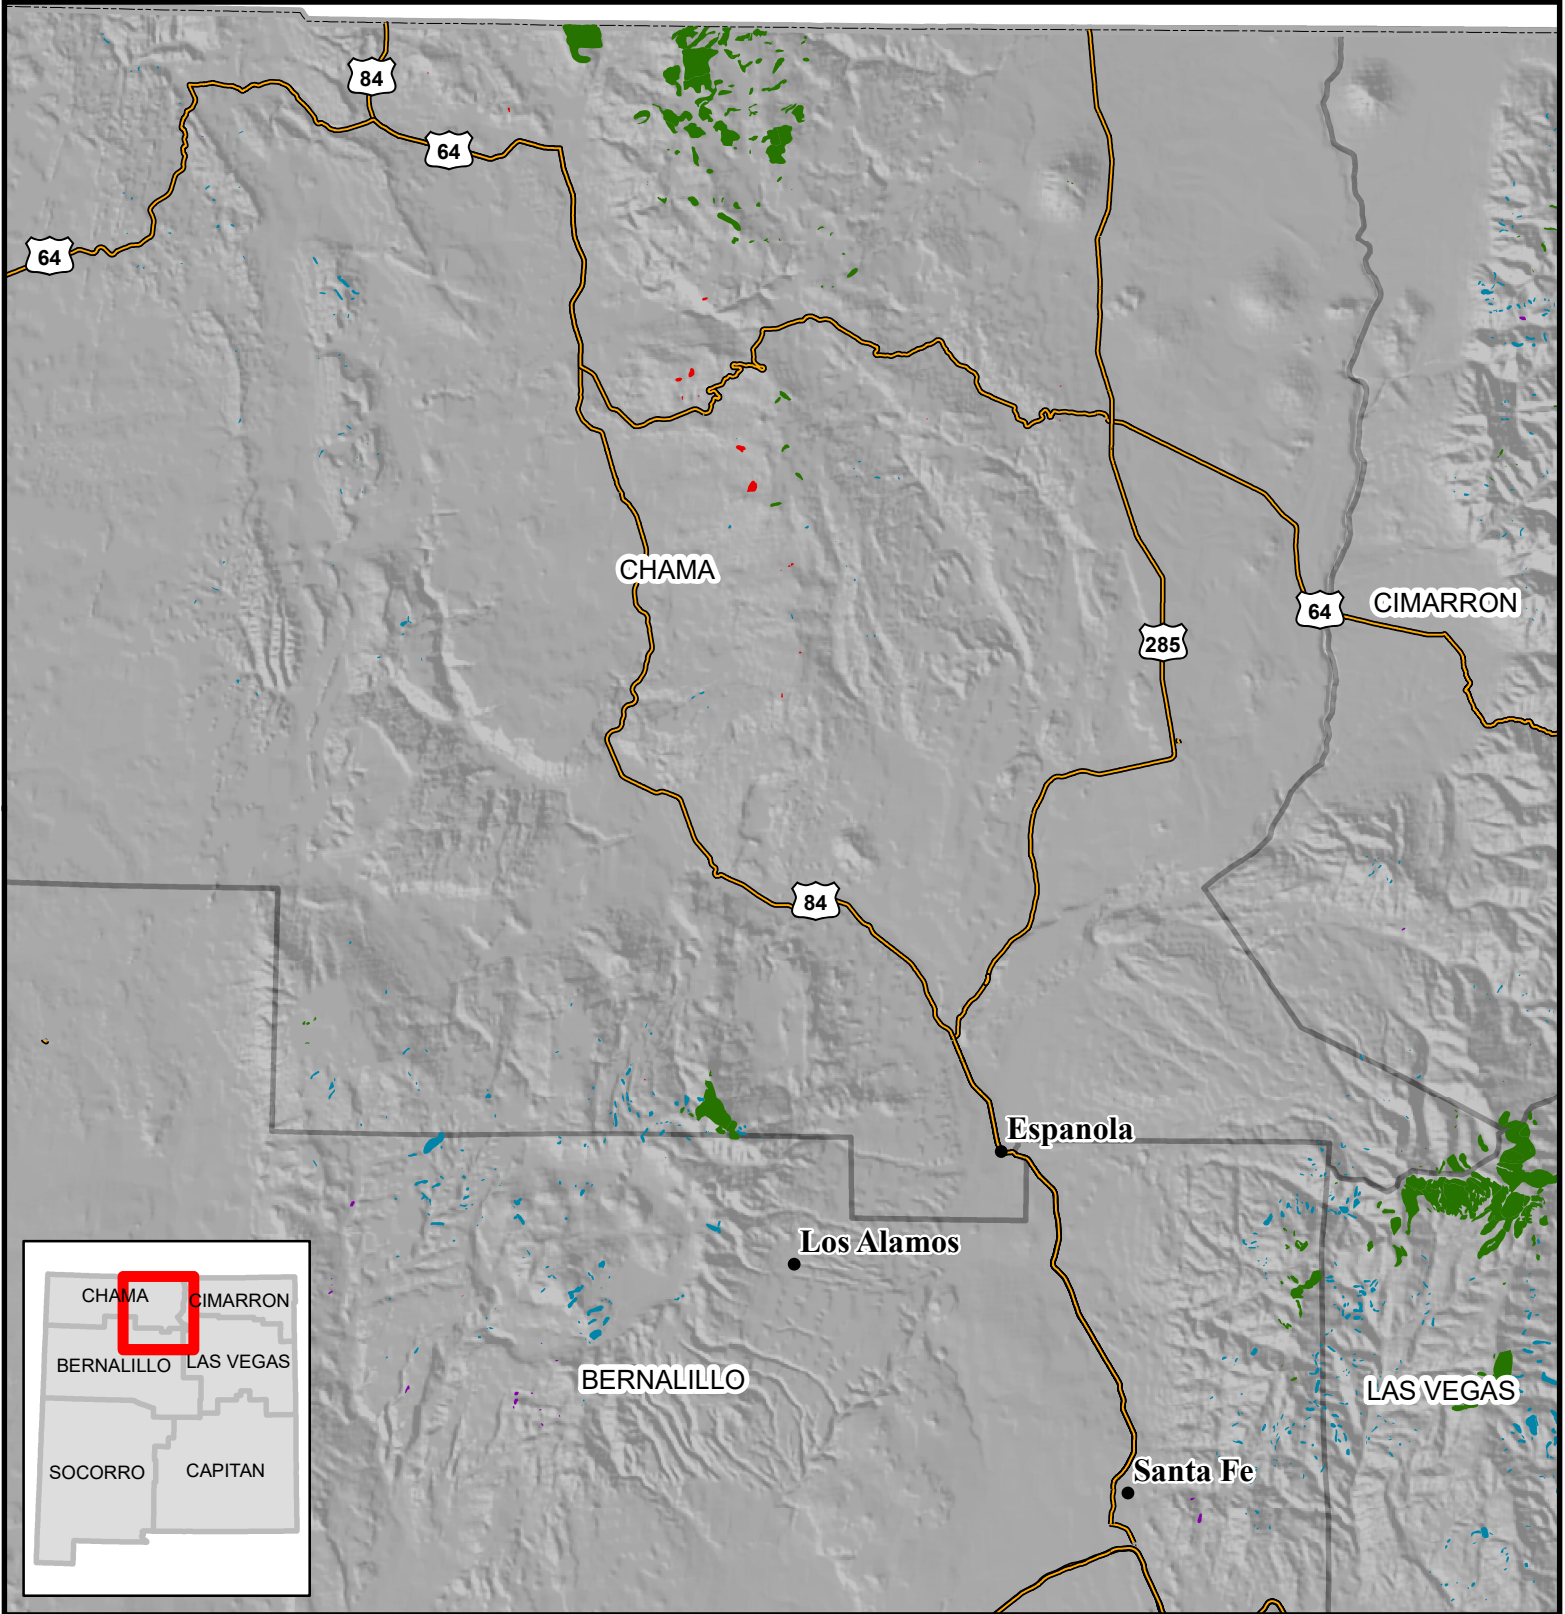 84
64
64
CHAMA
CIMARRON
64
285
84
Espanola
Los Alamos
BERNALILLO
LAS VEGAS
Santa Fe
CHAMA
CIMARRON
BERNALILLO
LAS VEGAS
SOCORRO
CAPITAN